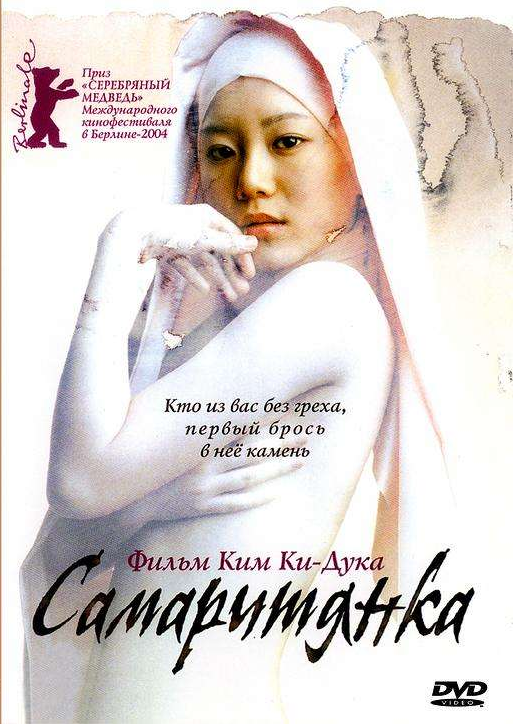 Berlinale
Приз
«СЕРЕБРЯНЫЙ
МЕДВЕДЬ»
Международного
кинофестиваля
в Берлине-2004
Кто из вас без греха,
первый брось
в неё камень
Фильм Ким Ки-Дука
Самаритянка
DVD
VIDEO